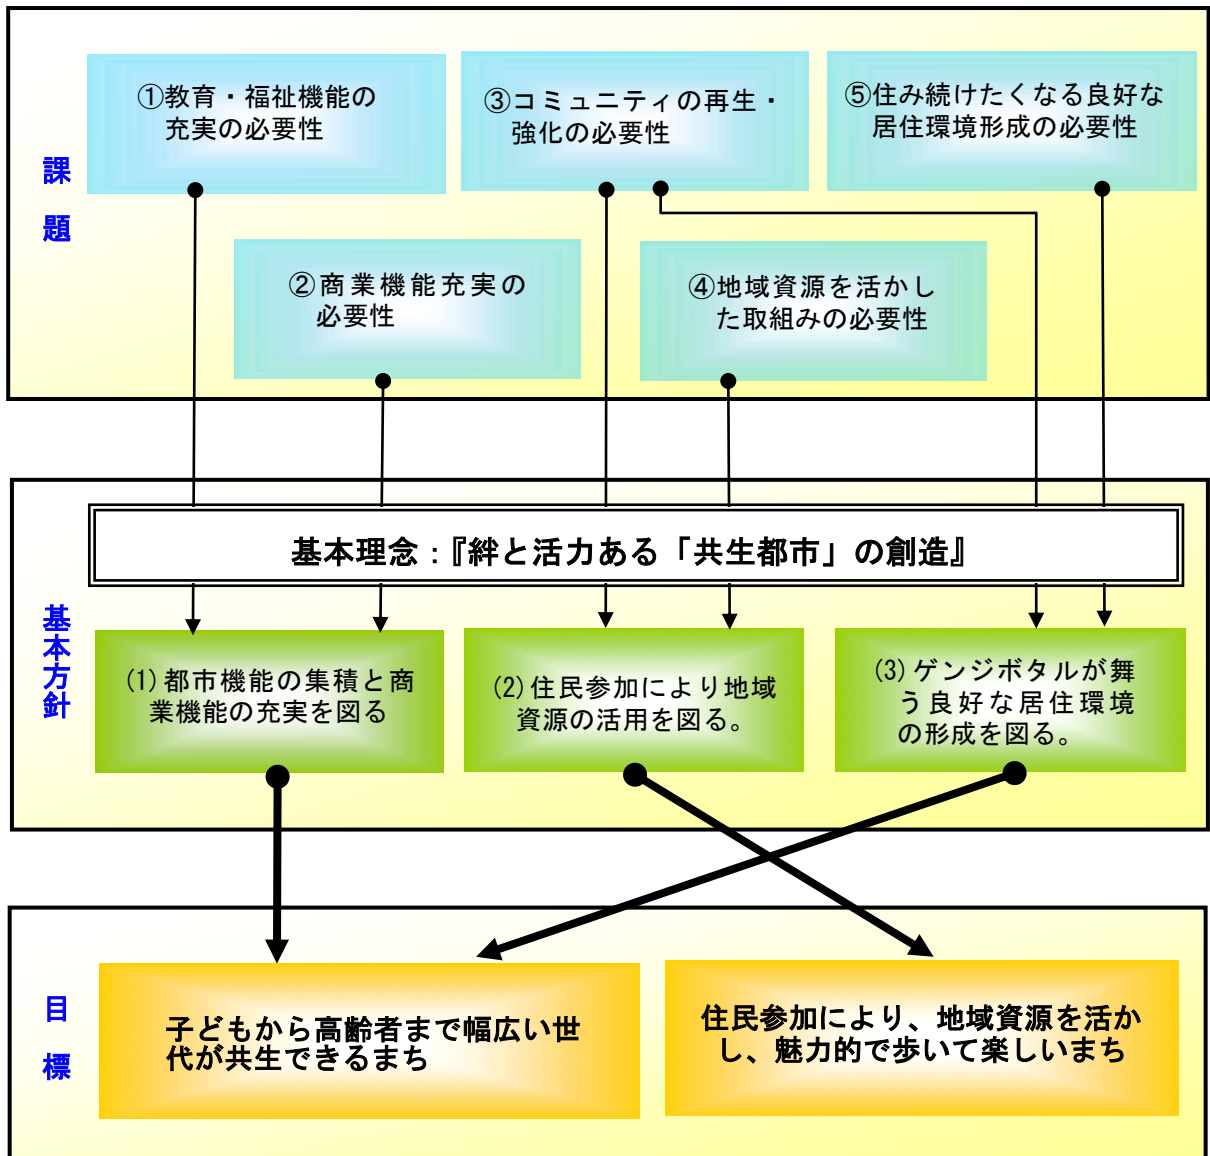 課
題
①教育・福祉機能の
充実の必要性
③コミュニティの再生・
強化の必要性
⑤住み続けたくなる良好な
居住環境形成の必要性
②商業機能充実の
必要性
④地域資源を活かし
た取組みの必要性
基本理念：『絆と活力ある「共生都市」の創造』
基本方針
(1)都市機能の集積と商
業機能の充実を図る
(2)住民参加により地域
資源の活用を図る。
(3)ゲンジボタルが舞
う良好な居住環境
の形成を図る。
目
標
子どもから高齢者まで幅広い世
代が共生できるまち
住民参加により、地域資源を活か
し、魅力的で歩いて楽しいまち